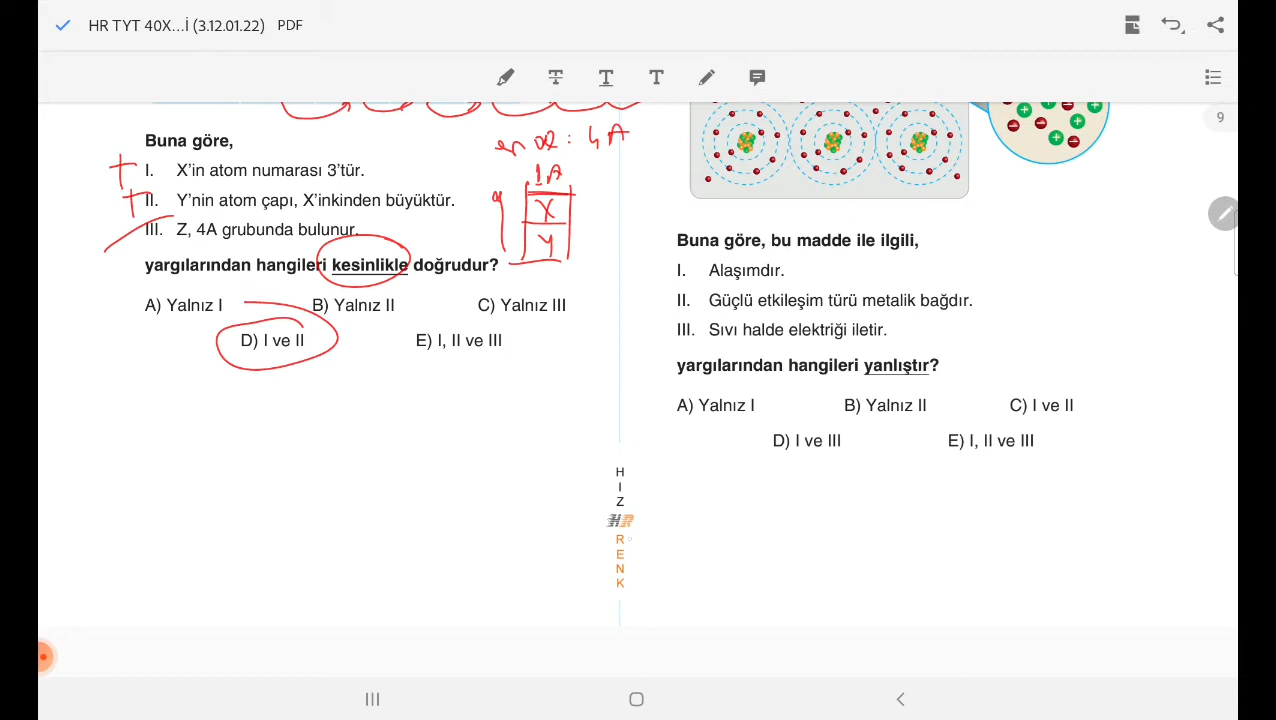 HR TYT 40X...İ (3.12.01.22) PDF
9
Buna göre,
I. X'in atom numarası 3'tür.
II. Y'nin atom çapı, X'inkinden büyüktür.
III. Z, 4A grubunda bulunur.
yargılarından hangileri kesinlikle doğrudur?
A) Yalnız I B) Yalnız II C) Yalnız III
D) I ve II E) I, II ve III
: 4A
1A
X
Y
Buna göre, bu madde ile ilgili,
I. Alaşımdır.
II. Güçlü etkileşim türü metalik bağdır.
III. Sıvı halde elektriği iletir.
yargılarından hangileri yanlıştır?
A) Yalnız I B) Yalnız II C) I ve II
D) I ve III E) I, II ve III
H
I
Z
HR
R
E
N
K